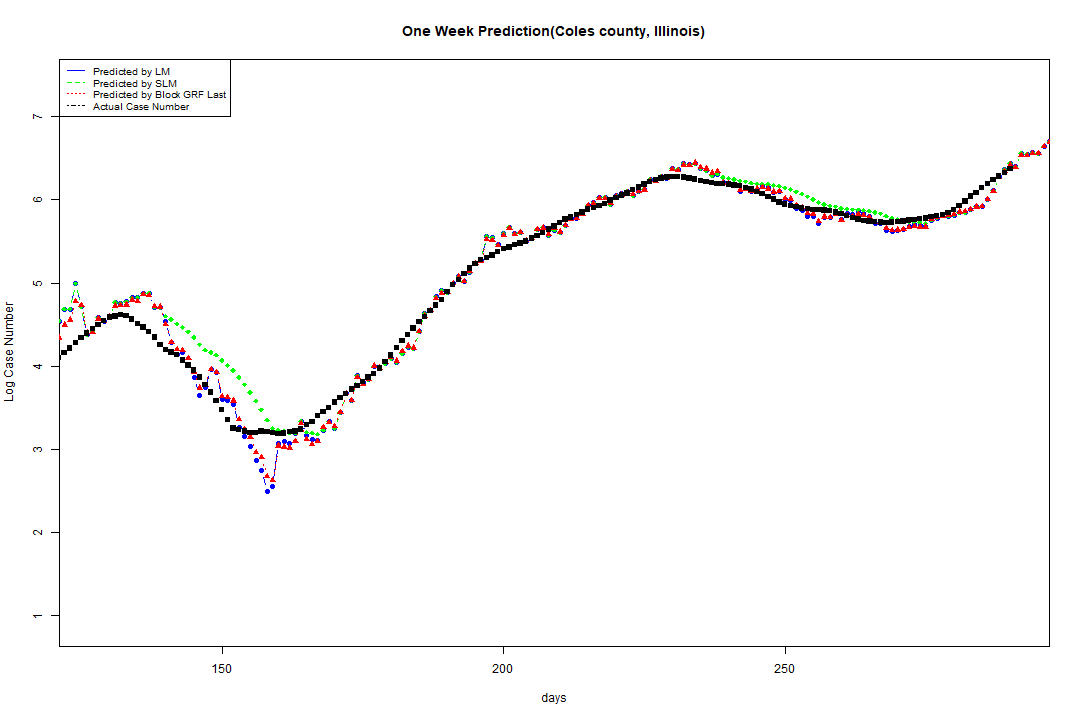 One Week Prediction(Coles county, Illinois)
Predicted by LM
Predicted by SLM
Predicted by Block GRF Last
Actual Case Number
7
6
5
4
3
2
1
Log Case Number
150
200
250
days